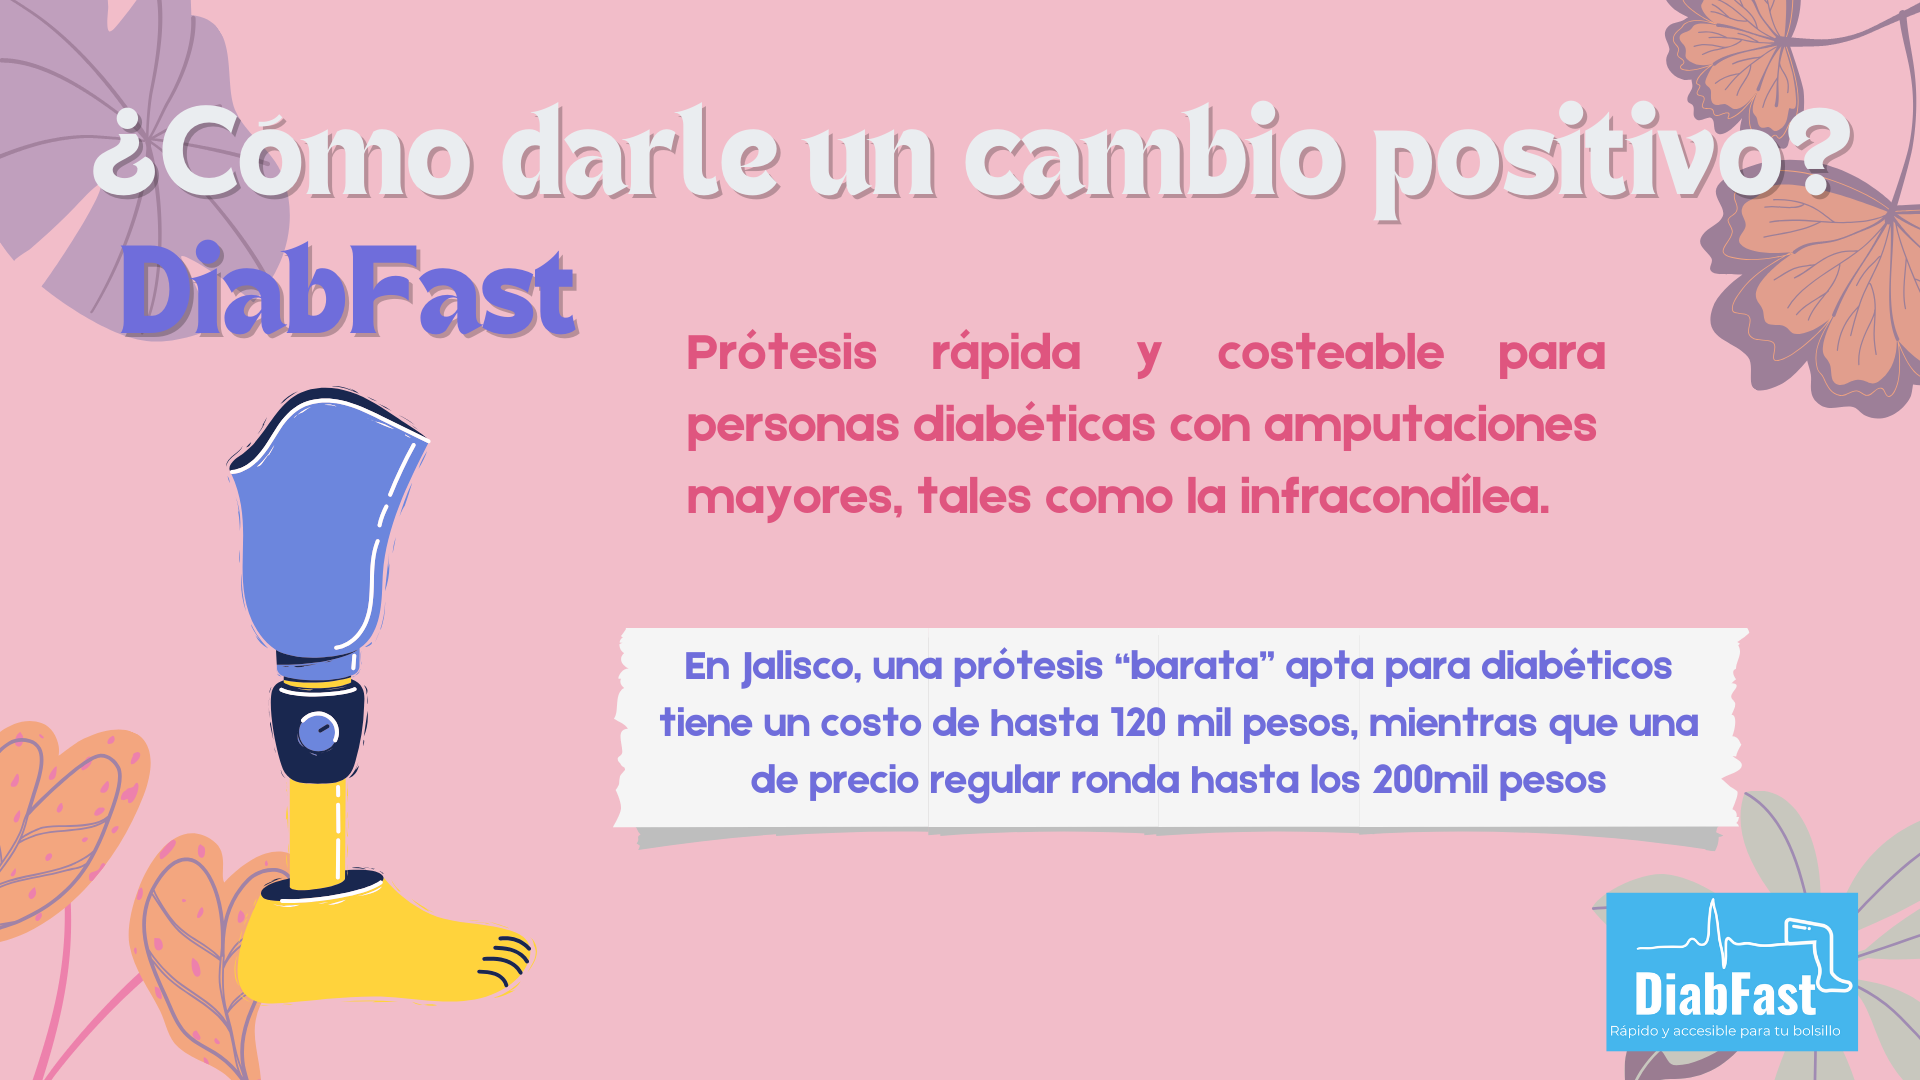 ¿Cómo darle un cambio positivo?
DiabFast
Prótesis rápida y costeable para
personas diabéticas con amputaciones
mayores, tales como la infracondílea.
En Jalisco, una prótesis “barata” apta para diabéticos
tiene un costo de hasta 120 mil pesos, mientras que una
de precio regular ronda hasta los 200mil pesos
DiabFast
Rápido y accesible para tu bolsillo